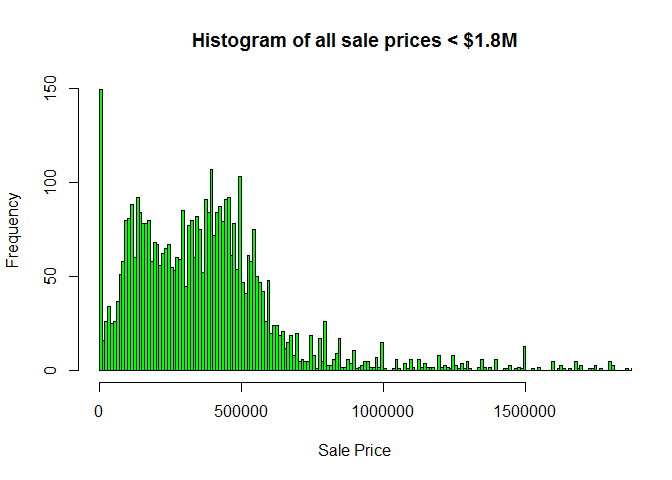 Histogram of all sale prices < $1.8M
150
100
50
0
Frequency
0 500000 1000000 1500000
Sale Price